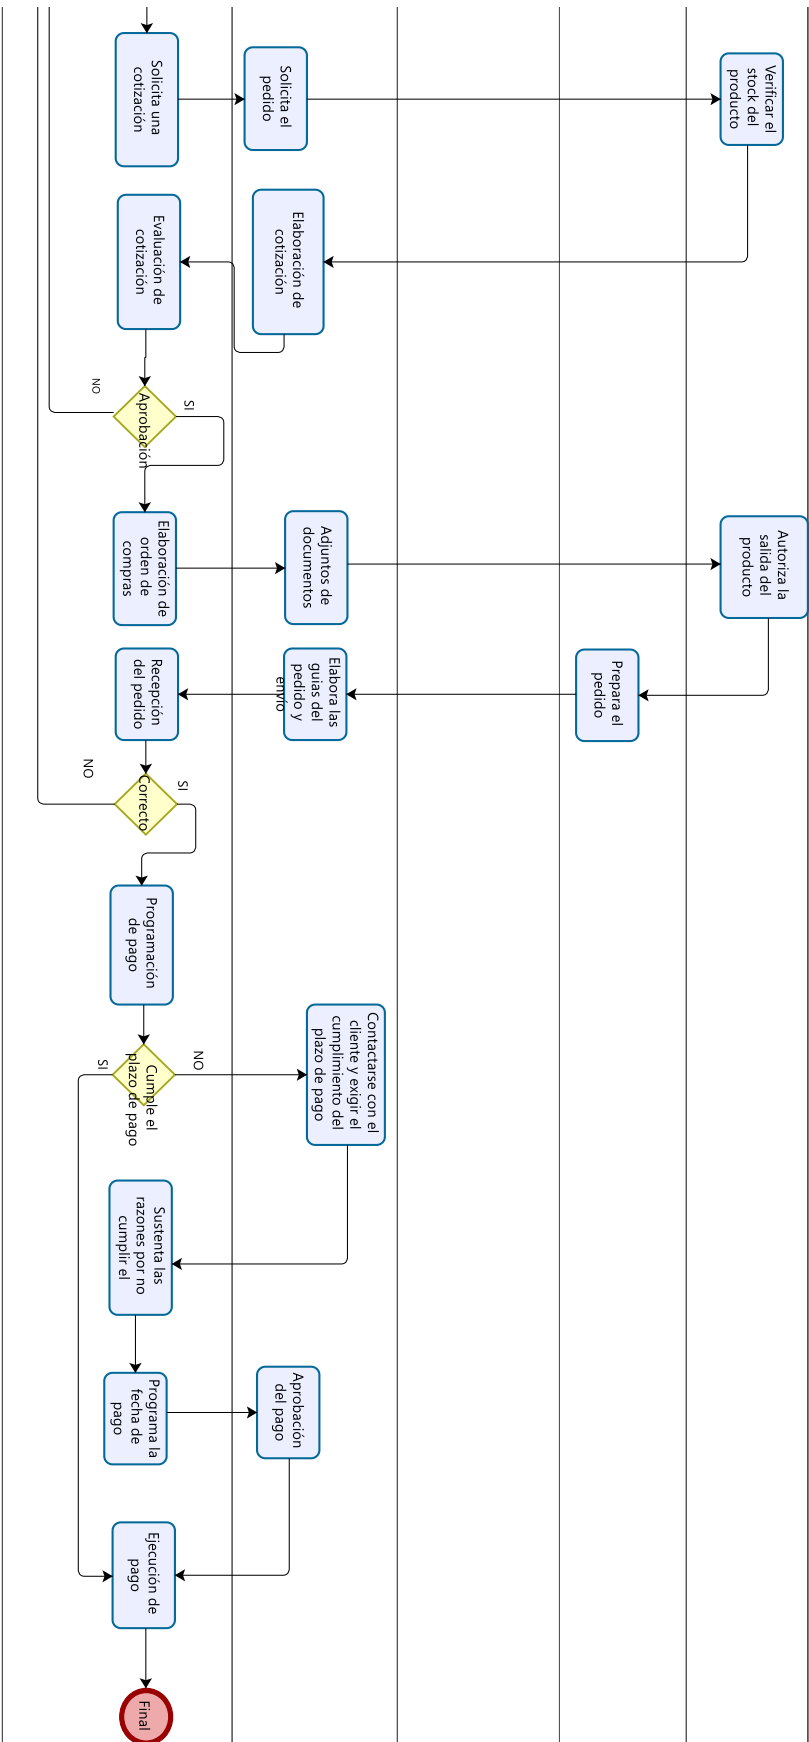 Solicita una
cotización
Solicita el
pedido
Verificar el
stock del
producto
Elaboración de
cotización
Evaluación de
cotización
Aprobación
NO
SI
Elaboración de
orden de
compras
Adjuntos de
documentos
Autoriza la
salida del
producto
Prepara el
pedido
Elabora las
guias del
pedido y
envío
Recepción
del pedido
Correcto
NO
SI
Programación
de pago
Cumple el
plazo de pago
SI
NO
Contactarse con el
cliente y exigir el
cumplimiento del
plazo de pago
Sustenta las
razones por no
cumplir el
Programa la
fecha de
pago
Aprobación
del pago
Ejecución de
pago
Final